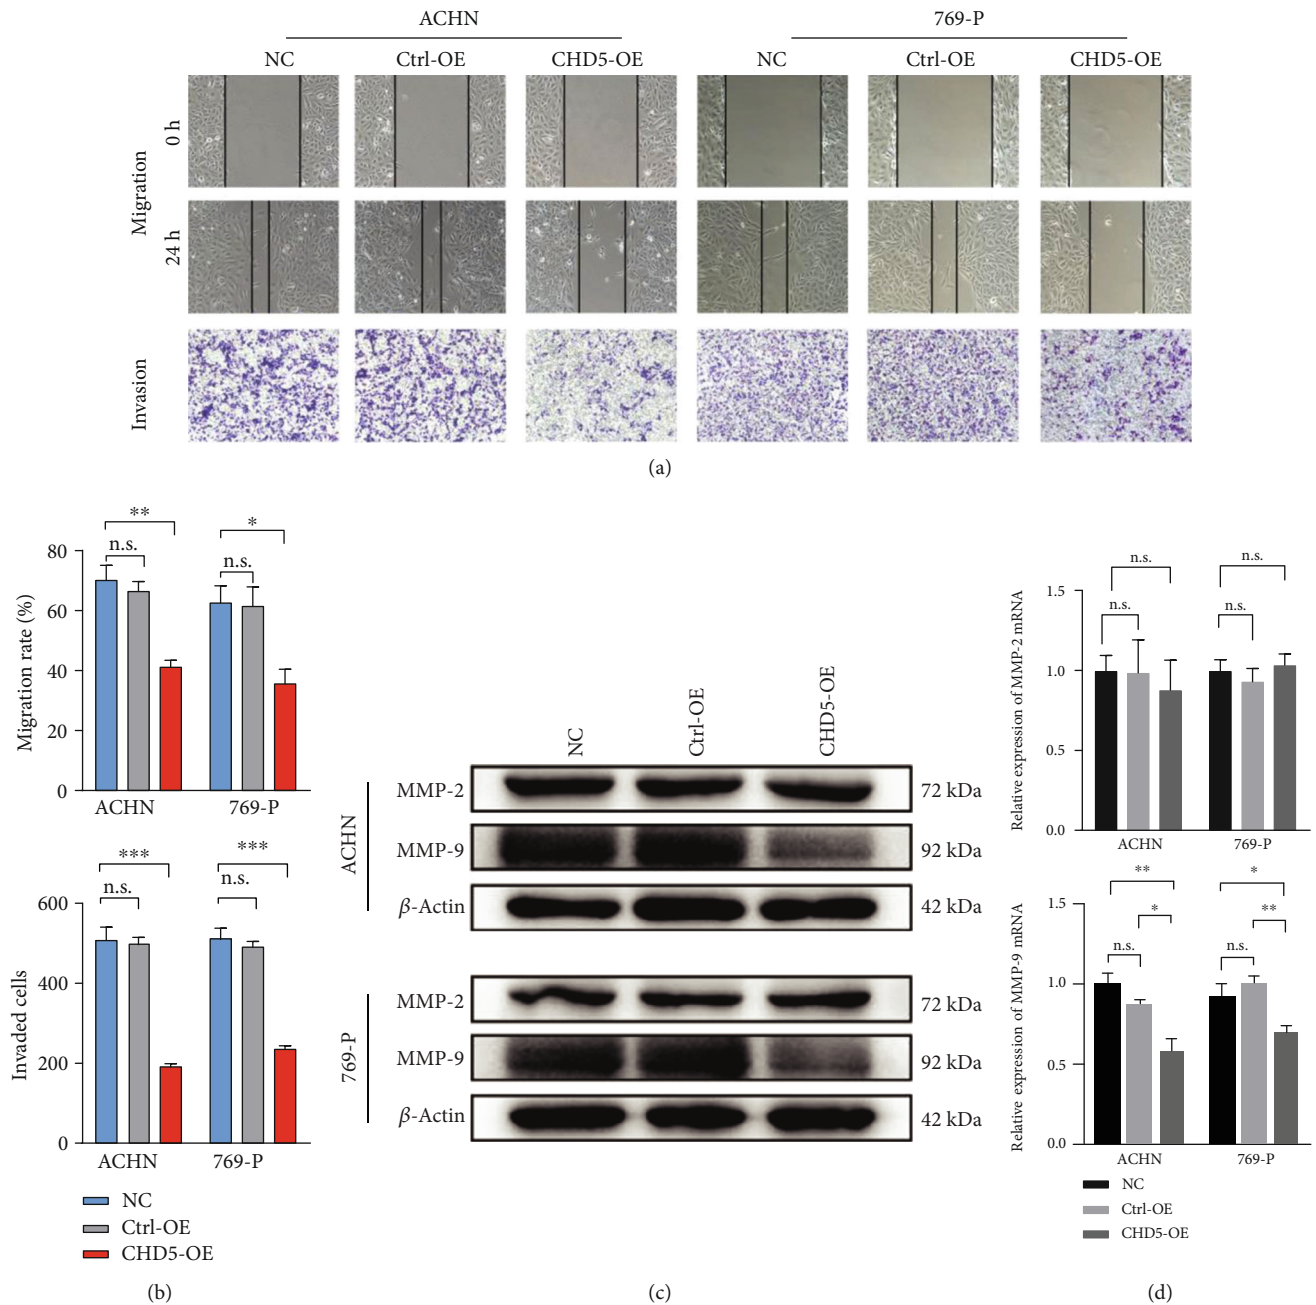 ACHN 769-P
NC Ctrl-OE CHD5-OE NC Ctrl-OE CHD5-OE
Migration
0 h
24 h
Invasion
(a)
** *
n.s. n.s.
80
60
40
20
0
Migration rate (%)
ACHN 769-P
*** ***
n.s. n.s.
600
400
200
0
Invaded cells
ACHN 769-P
NC
Ctrl-OE
CHD5-OE
(b)
NC Ctrl-OE CHD5-OE
ACHN
MMP-2 72 kDa
MMP-9 92 kDa
β-Actin 42 kDa
769-P
MMP-2 72 kDa
MMP-9 92 kDa
β-Actin 42 kDa
(c)
n.s. n.s.
n.s. n.s.
1.5
1.0
0.5
0.0
Relative expression of MMP-2 mRNA
ACHN 769-P
** *
* **
n.s. n.s.
1.5
1.0
0.5
0.0
Relative expression of MMP-9 mRNA
ACHN 769-P
NC
Ctrl-OE
CHD5-OE
(d)